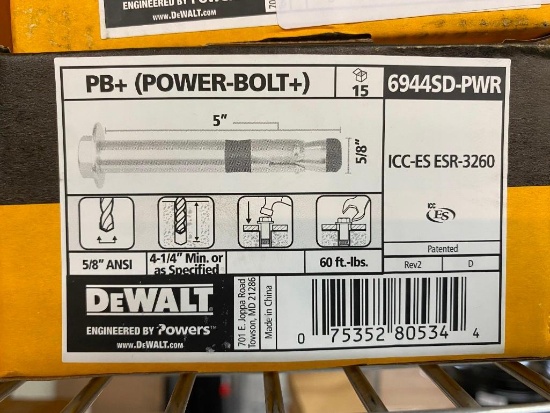 ENGINEERED BY Powers
www.DEWALT.com
PB+ (POWER-BOLT+)
15
6944SD-PWR
5"
5/8"
ICC-ES ESR-3260
ICC
ES
5/8" ANSI
4-1/4" Min. or
as Specified
60 ft.-lbs.
Patented
Rev2
D
DEWALT
ENGINEERED BY Powers™
www.DEWALT.com
701 E. Joppa Road
Towson, MD 21286
Made in China
0 75352 80534 4